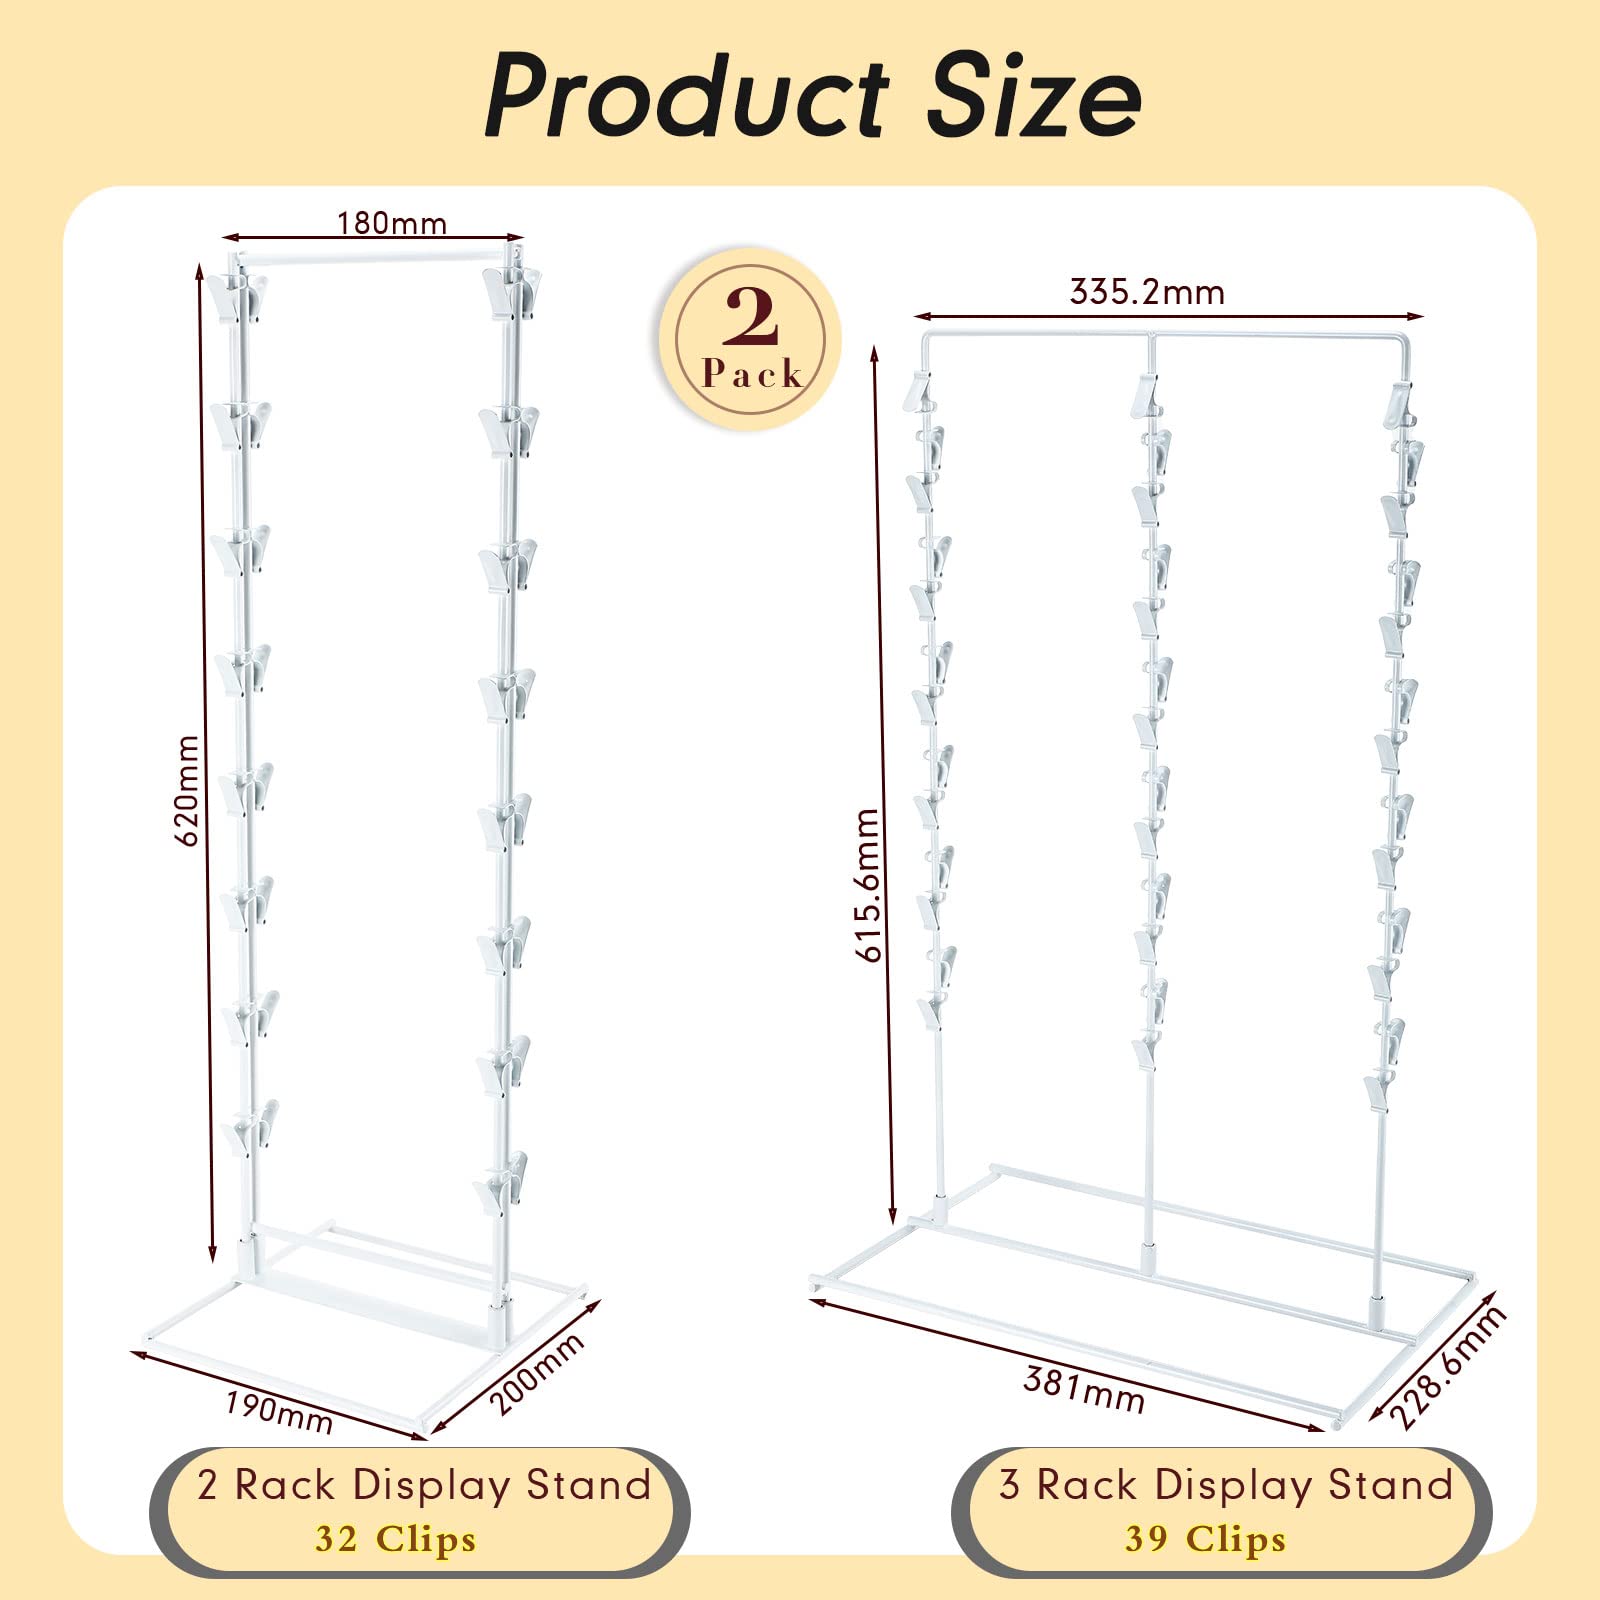 Product Size
180mm
2
Pack
335.2mm
620mm
615.6mm
190mm
200mm
381mm
228.6mm
2 Rack Display Stand
32 Clips
3 Rack Display Stand
39 Clips